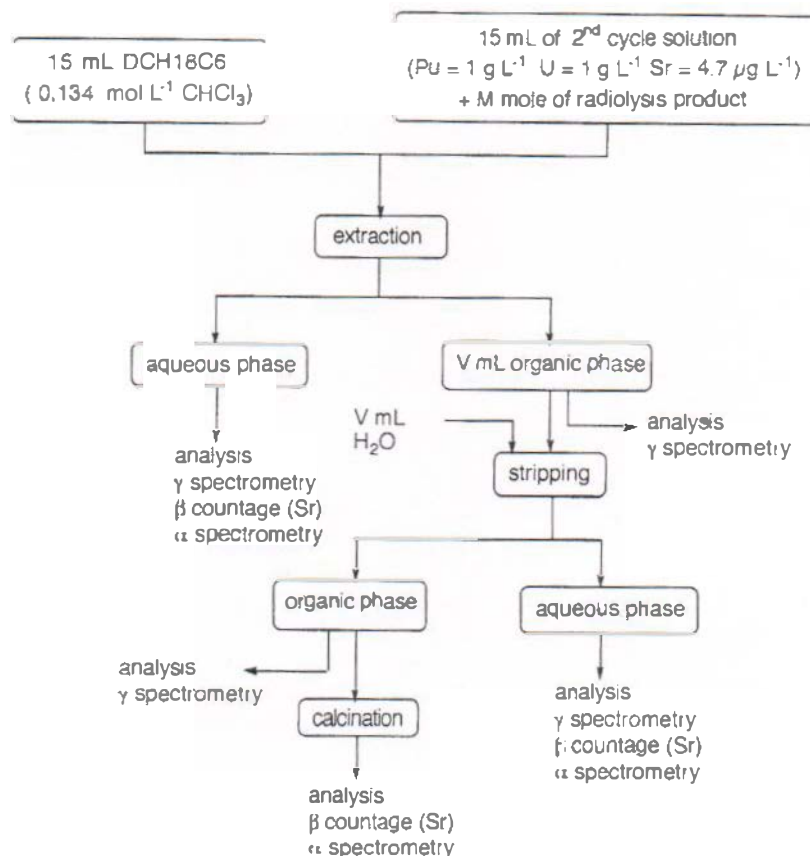 15 mL DCH18C6
( 0,134 mol L⁻¹ CHCl₃)
15 mL of 2ⁿᵈ cycle solution
(Pu = 1 g L⁻¹ U = 1 g L⁻¹ Sr = 4.7 µg L⁻¹)
+ M mole of radiolysis product
extraction
aqueous phase
V mL organic phase
analysis
γ spectrometry
β countage (Sr)
α spectrometry
V mL
H₂O
analysis
γ spectrometry
stripping
organic phase
aqueous phase
analysis
γ spectrometry
calcination
analysis
γ spectrometry
β countage (Sr)
α spectrometry
analysis
β countage (Sr)
α spectrometry